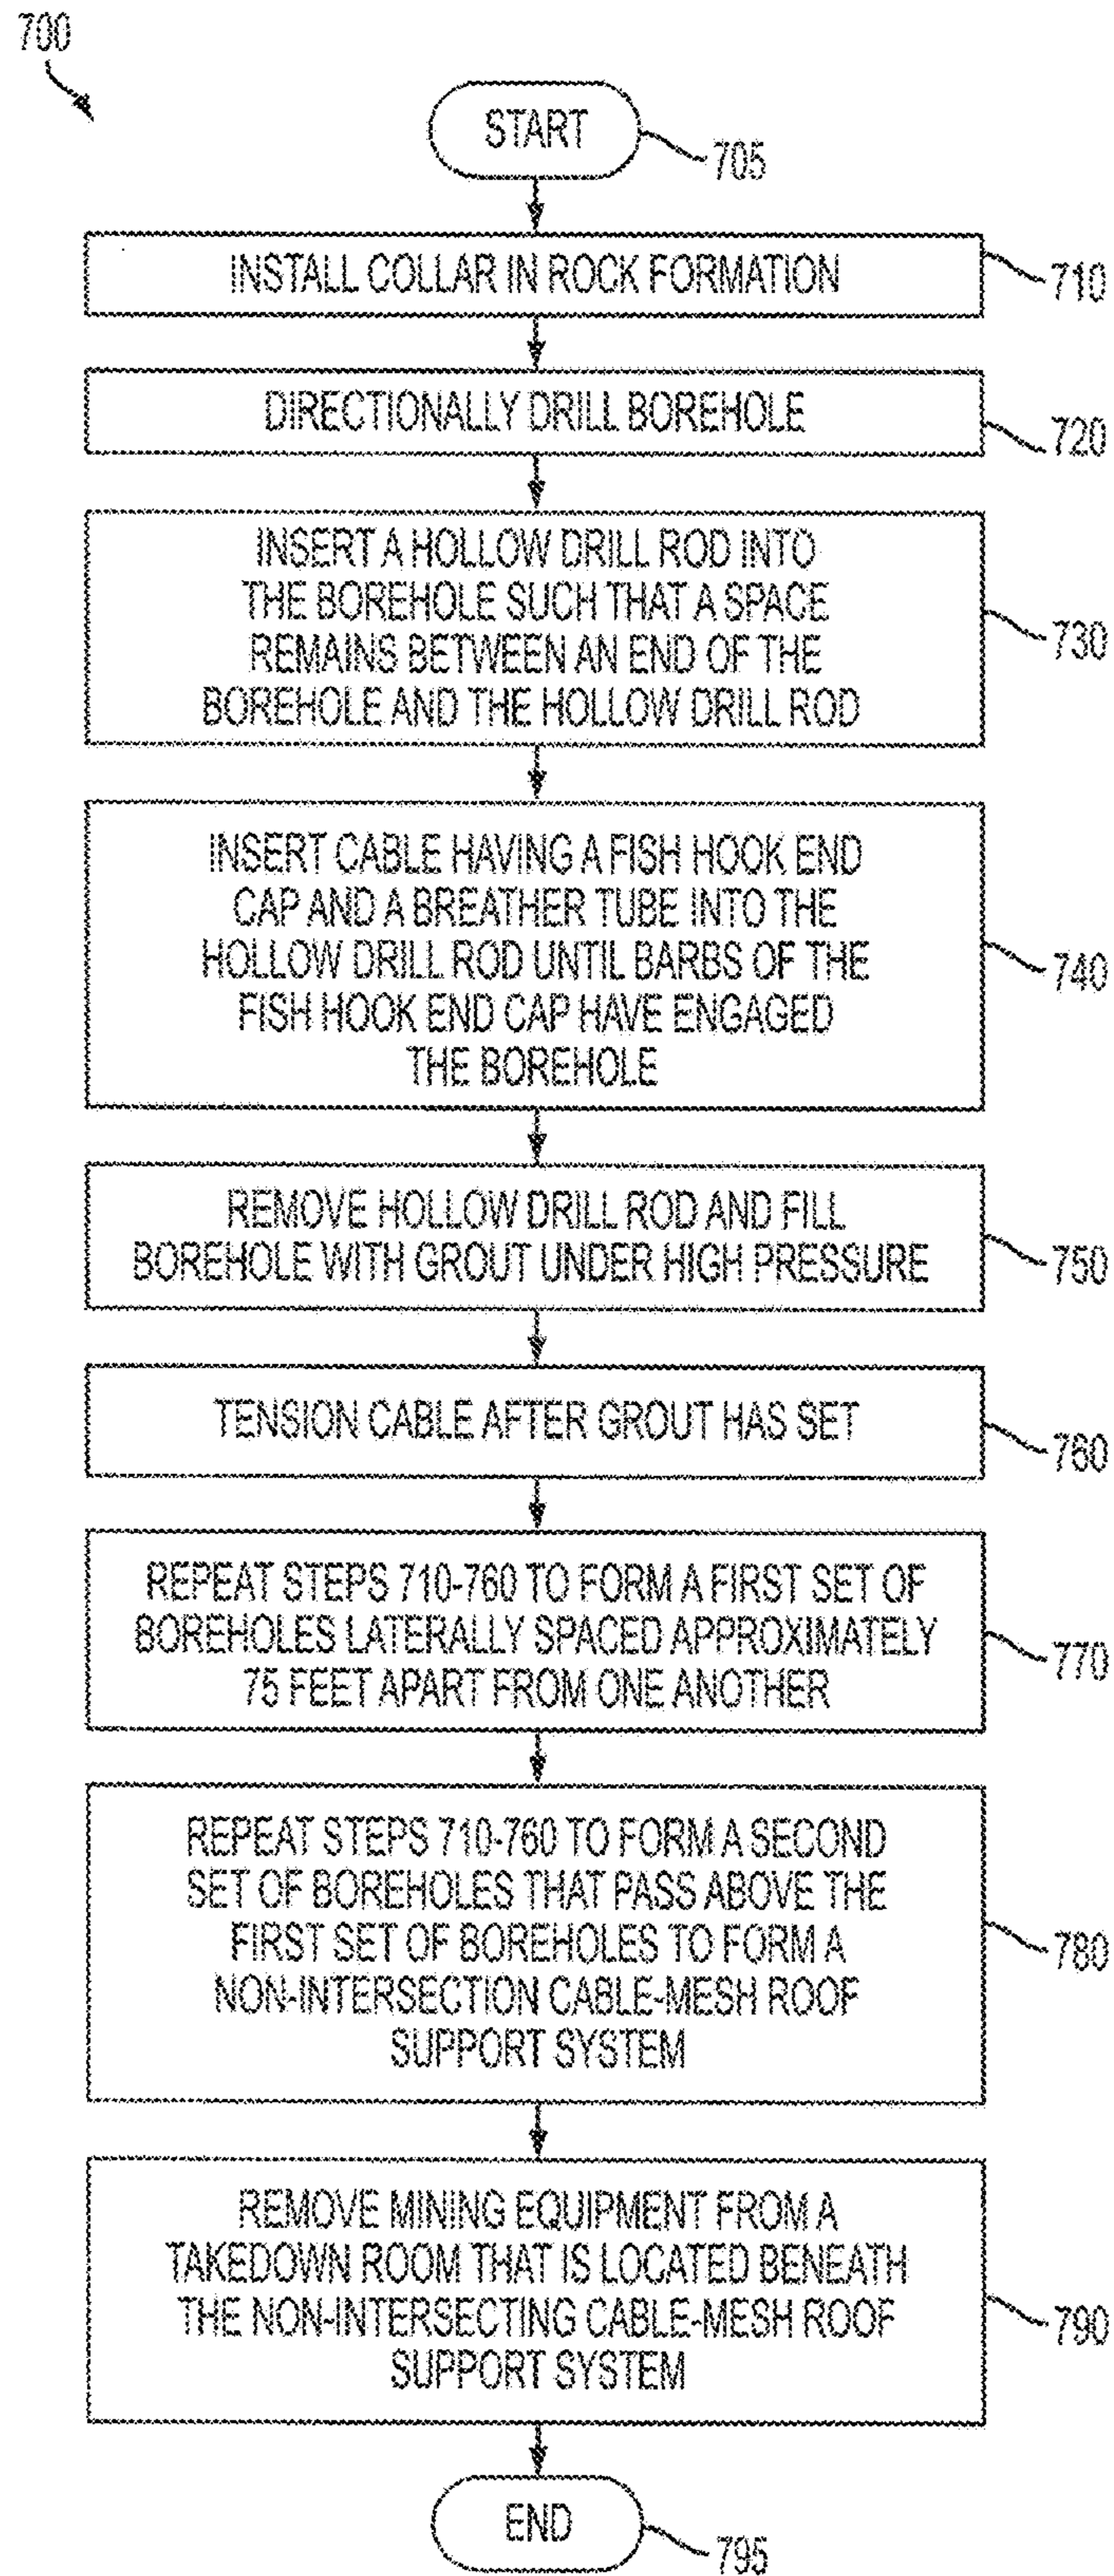 700
START
705
INSTALL COLLAR IN ROCK FORMATION
710
DIRECTIONALLY DRILL BOREHOLE
720
INSERT A HOLLOW DRILL ROD INTO
THE BOREHOLE SUCH THAT A SPACE
REMAINS BETWEEN AN END OF THE
BOREHOLE AND THE HOLLOW DRILL ROD
730
INSERT CABLE HAVING A FISH HOOK END
CAP AND A BREATHER TUBE INTO THE
HOLLOW DRILL ROD UNTIL BARBS OF THE
FISH HOOK END CAP HAVE ENGAGED
THE BOREHOLE
740
REMOVE HOLLOW DRILL ROD AND FILL
BOREHOLE WITH GROUT UNDER HIGH PRESSURE
750
TENSION CABLE AFTER GROUT HAS SET
760
REPEAT STEPS 710-760 TO FORM A FIRST SET OF
BOREHOLES LATERALLY SPACED APPROXIMATELY
75 FEET APART FROM ONE ANOTHER
770
REPEAT STEPS 710-760 TO FORM A SECOND
SET OF BOREHOLES THAT PASS ABOVE THE
FIRST SET OF BOREHOLES TO FORM A
NON-INTERSECTION CABLE-MESH ROOF
SUPPORT SYSTEM
780
REMOVE MINING EQUIPMENT FROM A
TAKEDOWN ROOM THAT IS LOCATED BENEATH
THE NON-INTERSECTING CABLE-MESH ROOF
SUPPORT SYSTEM
790
END
795